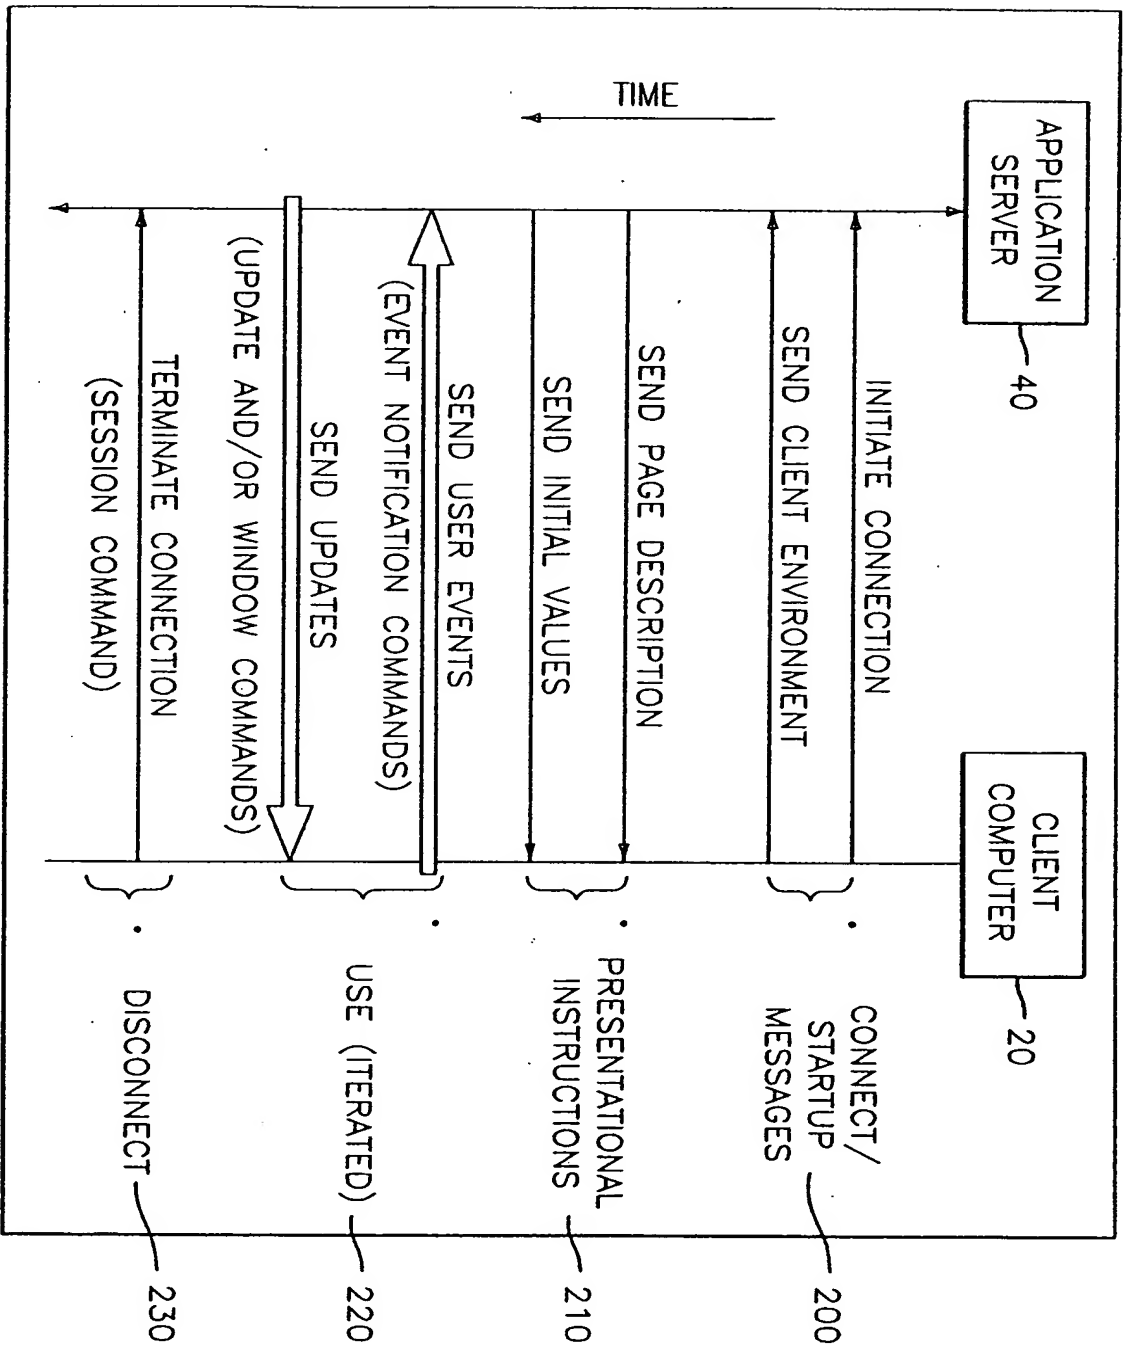 APPLICATION
SERVER
40
CLIENT
COMPUTER
20
TIME
INITIATE CONNECTION
SEND CLIENT ENVIRONMENT
CONNECT/
STARTUP
MESSAGES
200
SEND PAGE DESCRIPTION
SEND INITIAL VALUES
PRESENTATIONAL
INSTRUCTIONS
210
SEND USER EVENTS
(EVENT NOTIFICATION COMMANDS)
SEND UPDATES
(UPDATE AND/OR WINDOW COMMANDS)
USE (ITERATED)
220
TERMINATE CONNECTION
(SESSION COMMAND)
DISCONNECT
230